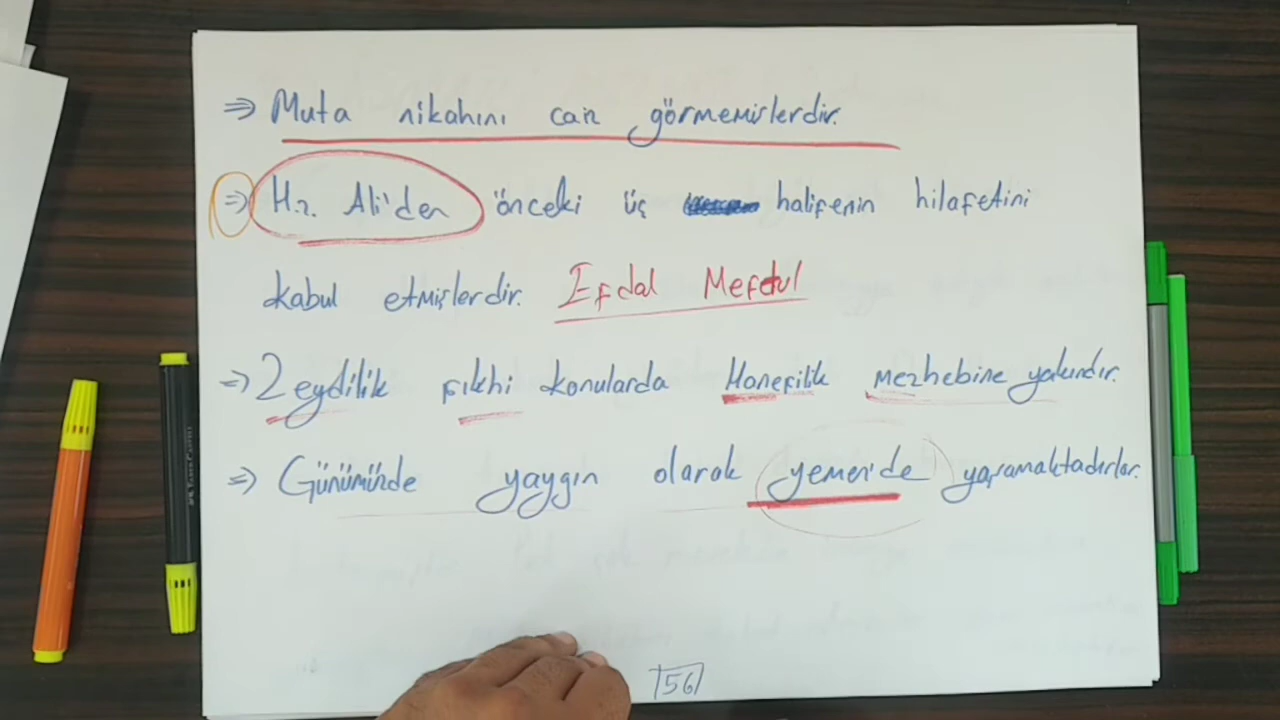 ⇒ Muta nikahını caiz görmemişlerdir.
⇒ Hz. Ali'den önceki üç halifenin hilafetini
kabul etmişlerdir. Efdal Mefdul
⇒ Zeydilik fıkhi konularda Hanefilik mezhebine yakındır.
⇒ Günümüzde yaygın olarak yemen'de yaşamaktadırlar.
156